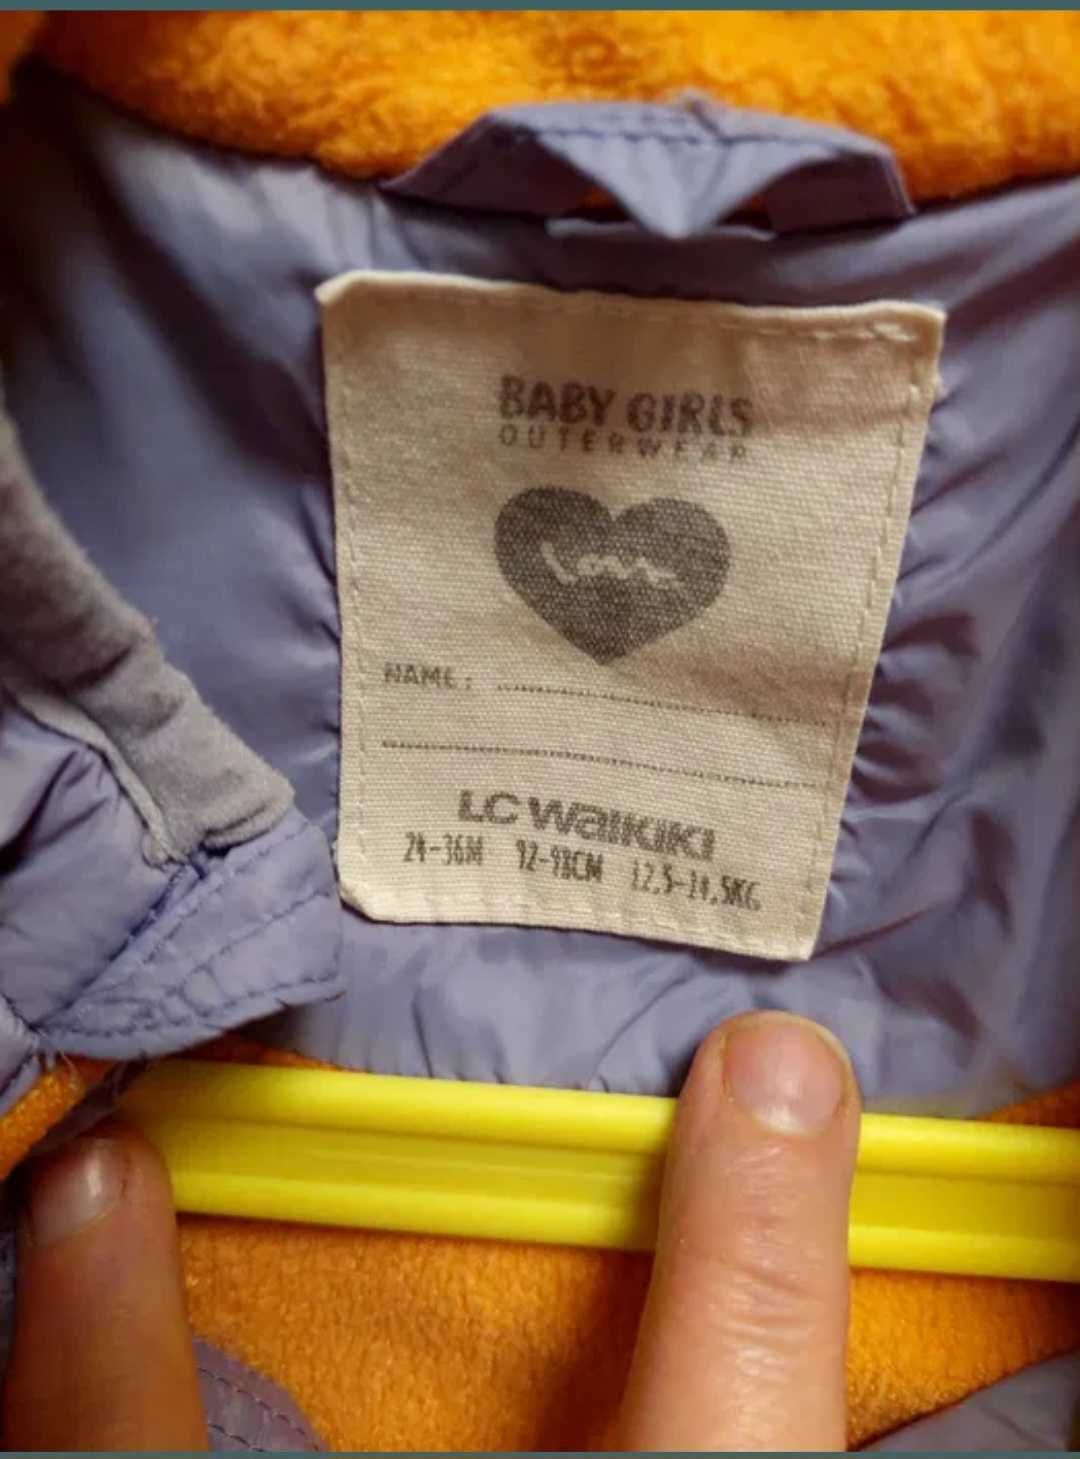 BABY GIRLS
OUTERWEAR
Love
NAME:
LC WAIKIKI
24-36M 92-98CM 12,5-14,5KG